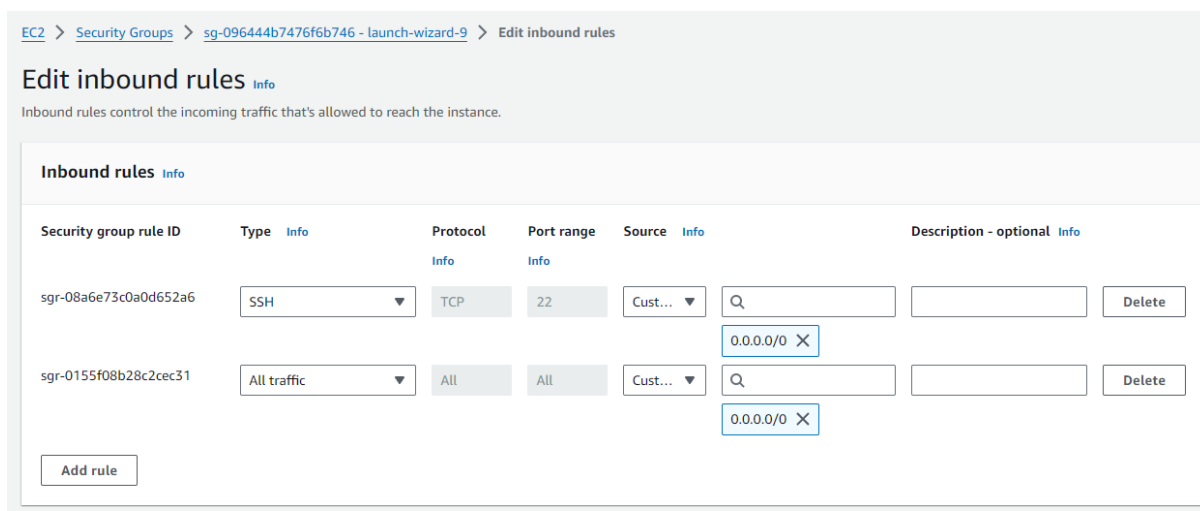 EC2 > Security Groups > sg-096444b7476f6b746 - launch-wizard-9 > Edit inbound rules
Edit inbound rules Info
Inbound rules control the incoming traffic that's allowed to reach the instance.
Inbound rules Info
Security group rule ID Type Info Protocol Port range Source Info Description - optional Info
Info Info
sgr-08a6e73c0a0d652a6 SSH TCP 22 Cust... Delete
0.0.0.0/0
sgr-0155f08b28c2cec31 All traffic All All Cust... Delete
0.0.0.0/0
Add rule